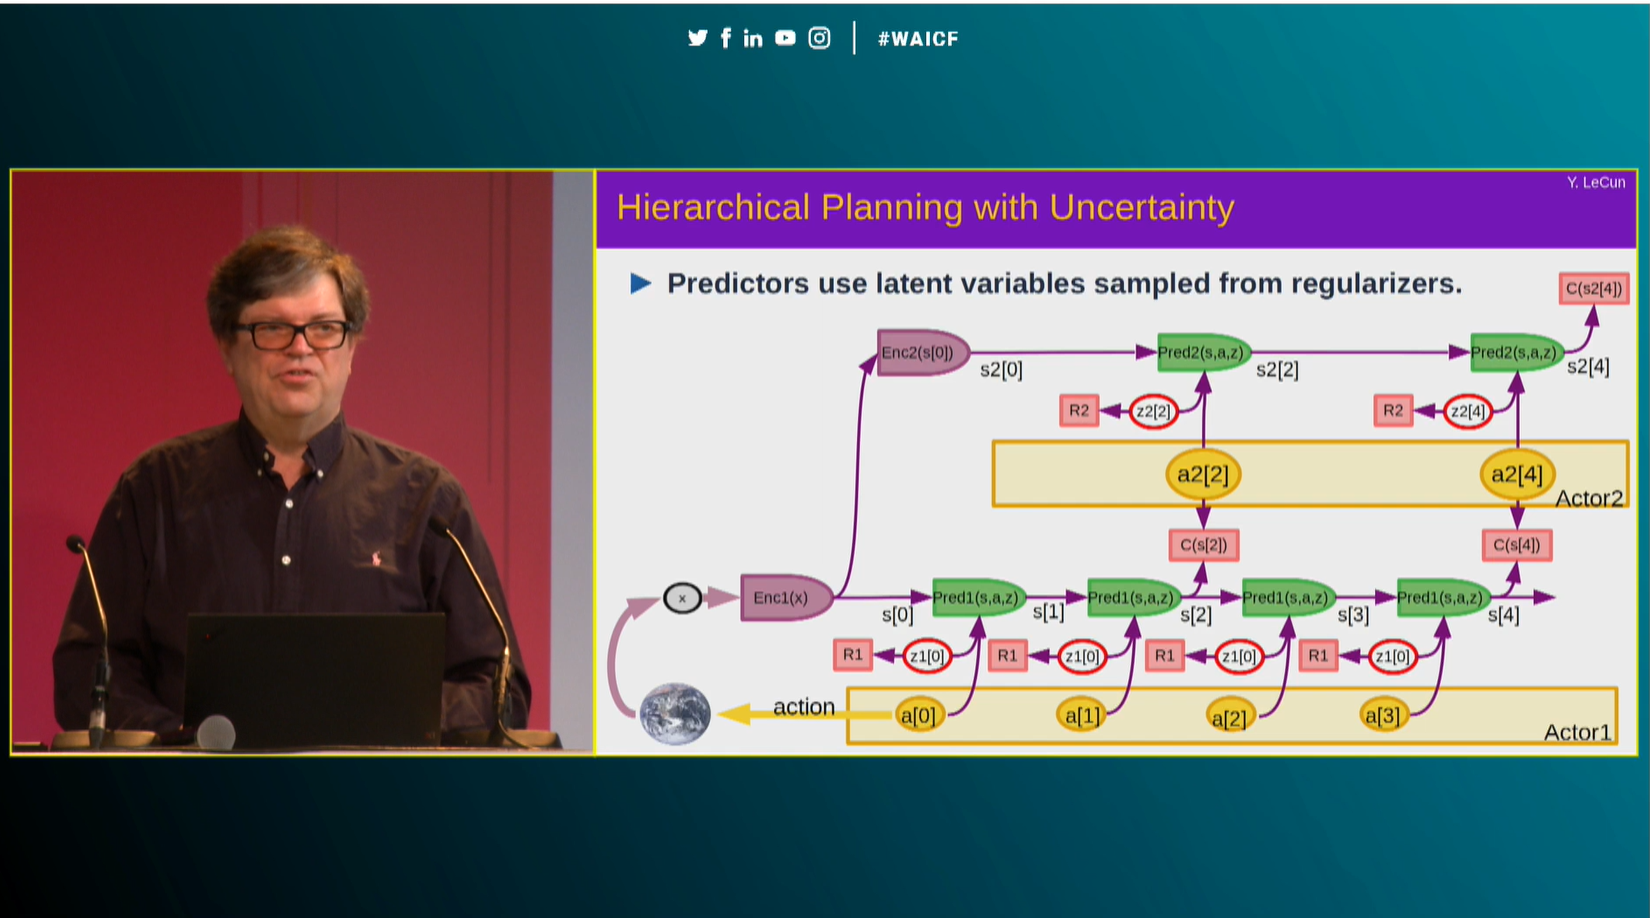 #WAICF
Y. LeCun
Hierarchical Planning with Uncertainty
Predictors use latent variables sampled from regularizers.
C(s2[4])
Enc2(s[0])
s2[0]
Pred2(s,a,z)
s2[2]
Pred2(s,a,z)
s2[4]
R2
z2[2]
R2
z2[4]
a2[2]
a2[4]
Actor2
C(s[2])
C(s[4])
x
Enc1(x)
s[0]
Pred1(s,a,z)
s[1]
Pred1(s,a,z)
s[2]
Pred1(s,a,z)
s[3]
Pred1(s,a,z)
s[4]
R1
z1[0]
R1
z1[0]
R1
z1[0]
R1
z1[0]
action
a[0]
a[1]
a[2]
a[3]
Actor1